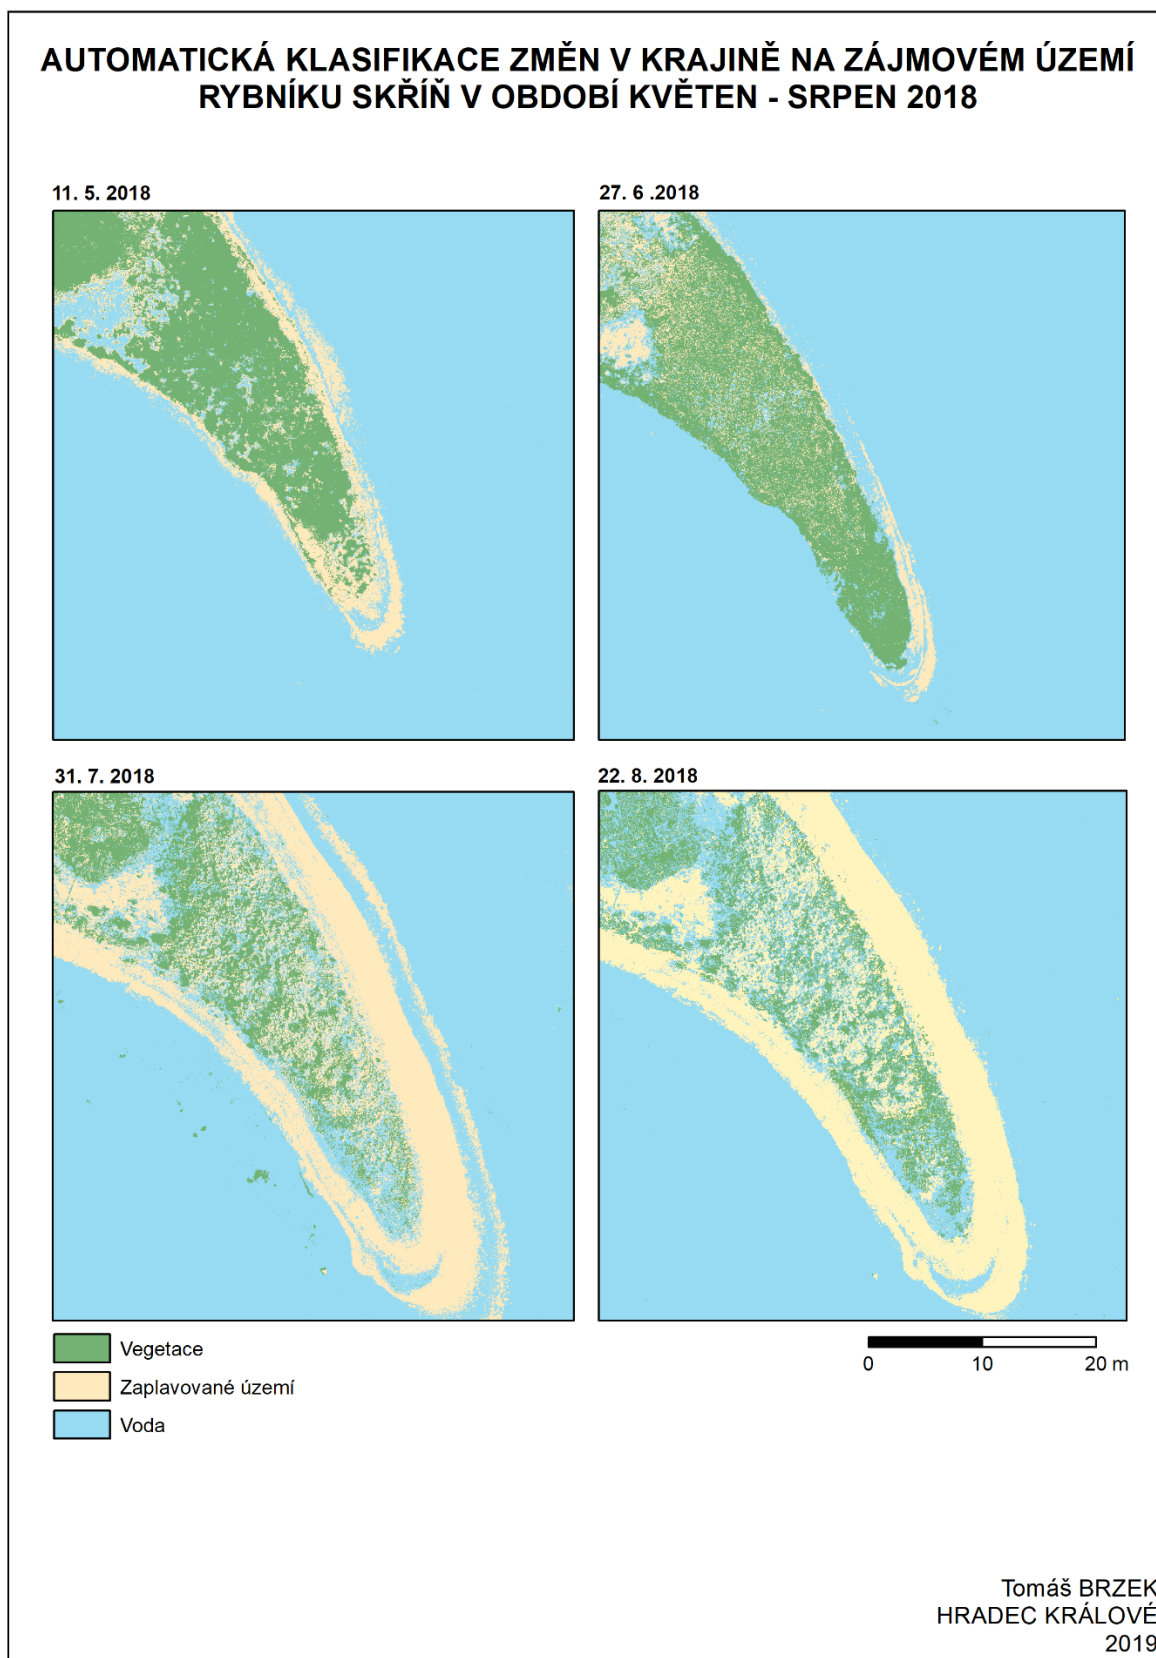 AUTOMATICKÁ KLASIFIKACE ZMĚN V KRAJINĚ NA ZÁJMOVÉM ÚZEMÍ
RYBNÍKU SKŘÍŇ V OBDOBÍ KVĚTEN - SRPEN 2018
11. 5. 2018
27. 6 .2018
31. 7. 2018
22. 8. 2018
Vegetace
Zaplavované území
Voda
0 10 20 m
Tomáš BRZEK
HRADEC KRÁLOVÉ
2019